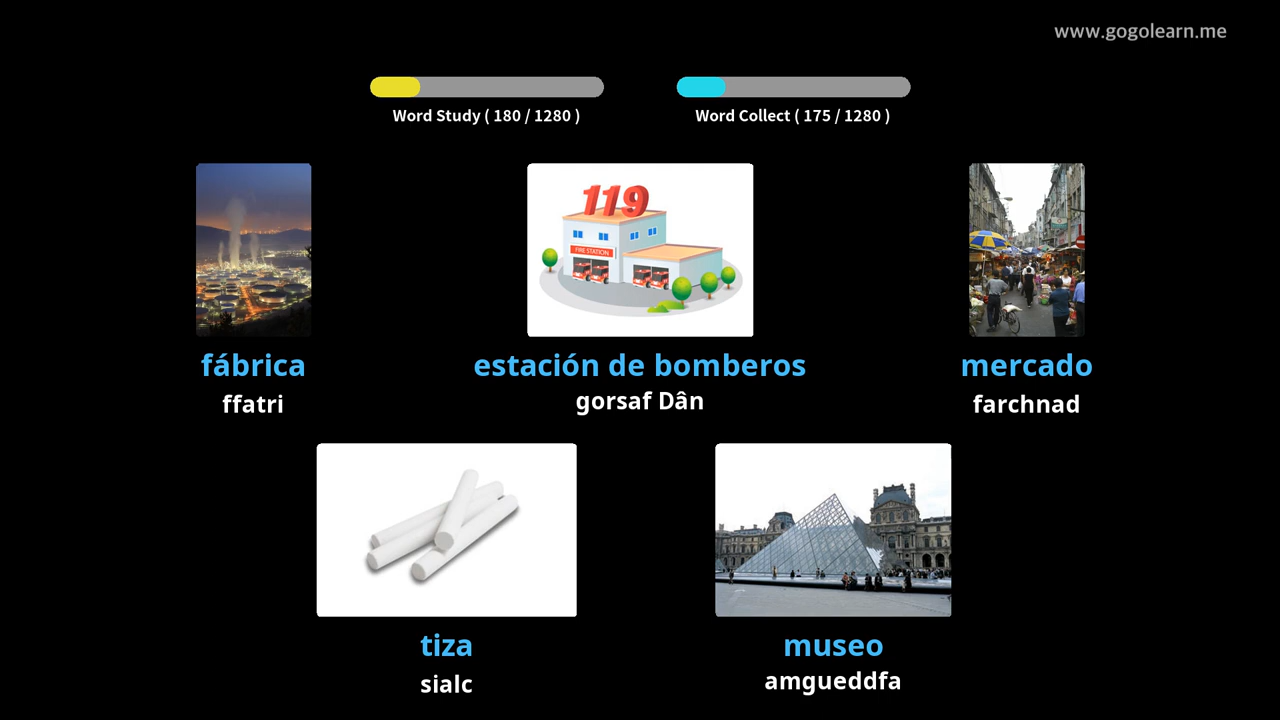 www.gogolearn.me
Word Study ( 180 / 1280 )
Word Collect ( 175 / 1280 )
119
FIRE STATION
fábrica
estación de bomberos
mercado
ffatri
gorsaf Dân
farchnad
tiza
museo
sialc
amgueddfa